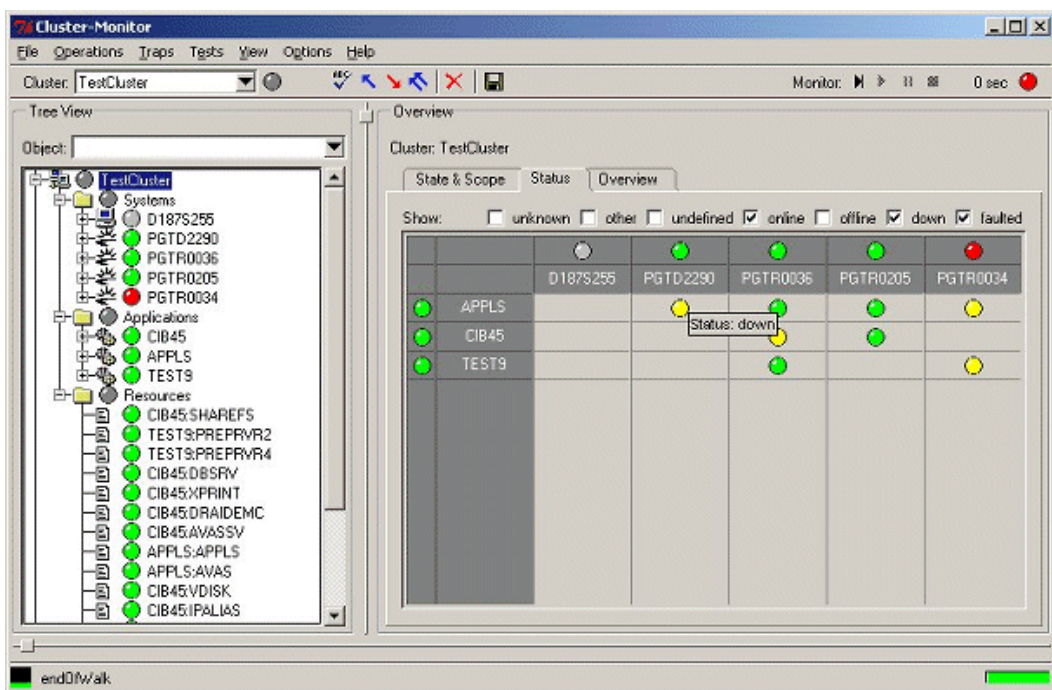 Cluster-Monitor
File Operations Traps Tests View Options Help
Cluster: TestCluster
ABC
Monitor: 0 sec
Tree View
Object:
TestCluster
Systems
D187S255
PGTD2290
PGTR0036
PGTR0205
PGTR0034
Applications
CIB45
APPLS
TEST9
Resources
CIB45:SHAREFS
TEST9:PREPRVR2
TEST9:PREPRVR4
CIB45:DBSRV
CIB45:XPRINT
CIB45:DRAIDEMC
CIB45:AVASSV
APPLS:APPLS
APPLS:AVAS
CIB45:VDISK
CIB45:IPALIAS
Overview
Cluster: TestCluster
State & Scope Status Overview
Show: unknown other undefined online offline down faulted
D187S255 PGTD2290 PGTR0036 PGTR0205 PGTR0034
APPLS
Status: down
CIB45
TEST9
endOfWalk